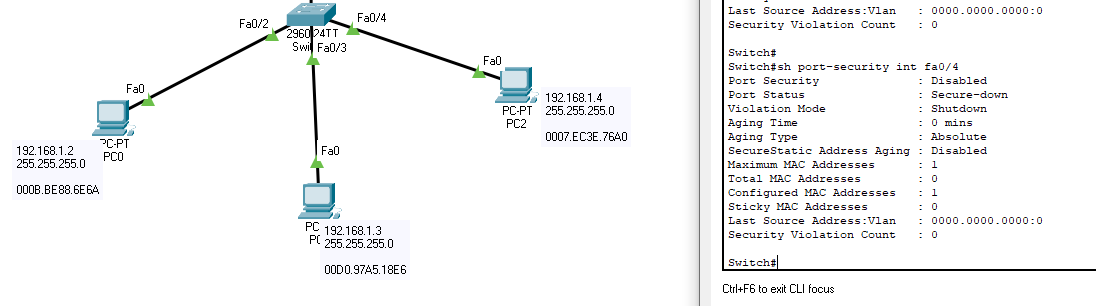 Fa0/2
Fa0/4
2960 24TT
Fa0/3
Fa0
Fa0
PC-PT
PC2
192.168.1.4
255.255.255.0
0007.EC3E.76A0
PC-PT
PC0
192.168.1.2
255.255.255.0
000B.BE88.6E6A
Fa0
PC
192.168.1.3
255.255.255.0
00D0.97A5.18E6
Last Source Address:Vlan : 0000.0000.0000:0
Security Violation Count : 0
Switch#
Switch#sh port-security int fa0/4
Port Security : Disabled
Port Status : Secure-down
Violation Mode : Shutdown
Aging Time : 0 mins
Aging Type : Absolute
SecureStatic Address Aging : Disabled
Maximum MAC Addresses : 1
Total MAC Addresses : 0
Configured MAC Addresses : 1
Sticky MAC Addresses : 0
Last Source Address:Vlan : 0000.0000.0000:0
Security Violation Count : 0
Switch#
Ctrl+F6 to exit CLI focus